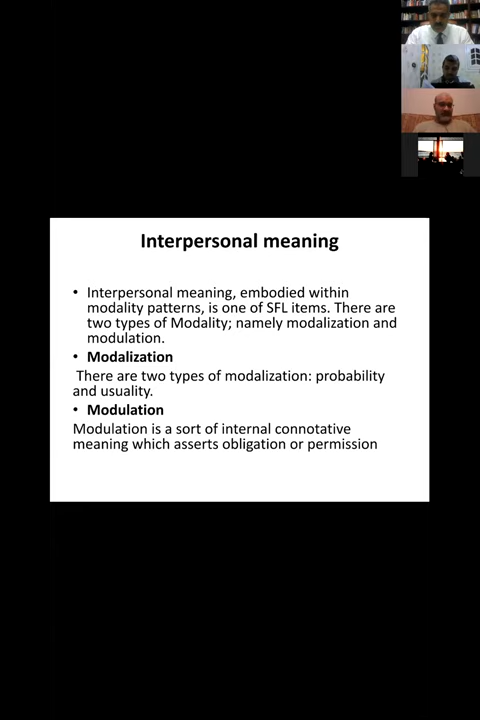 Interpersonal meaning
• Interpersonal meaning, embodied within
modality patterns, is one of SFL items. There are
two types of Modality; namely modalization and
modulation.
• Modalization
There are two types of modalization: probability
and usuality.
• Modulation
Modulation is a sort of internal connotative
meaning which asserts obligation or permission